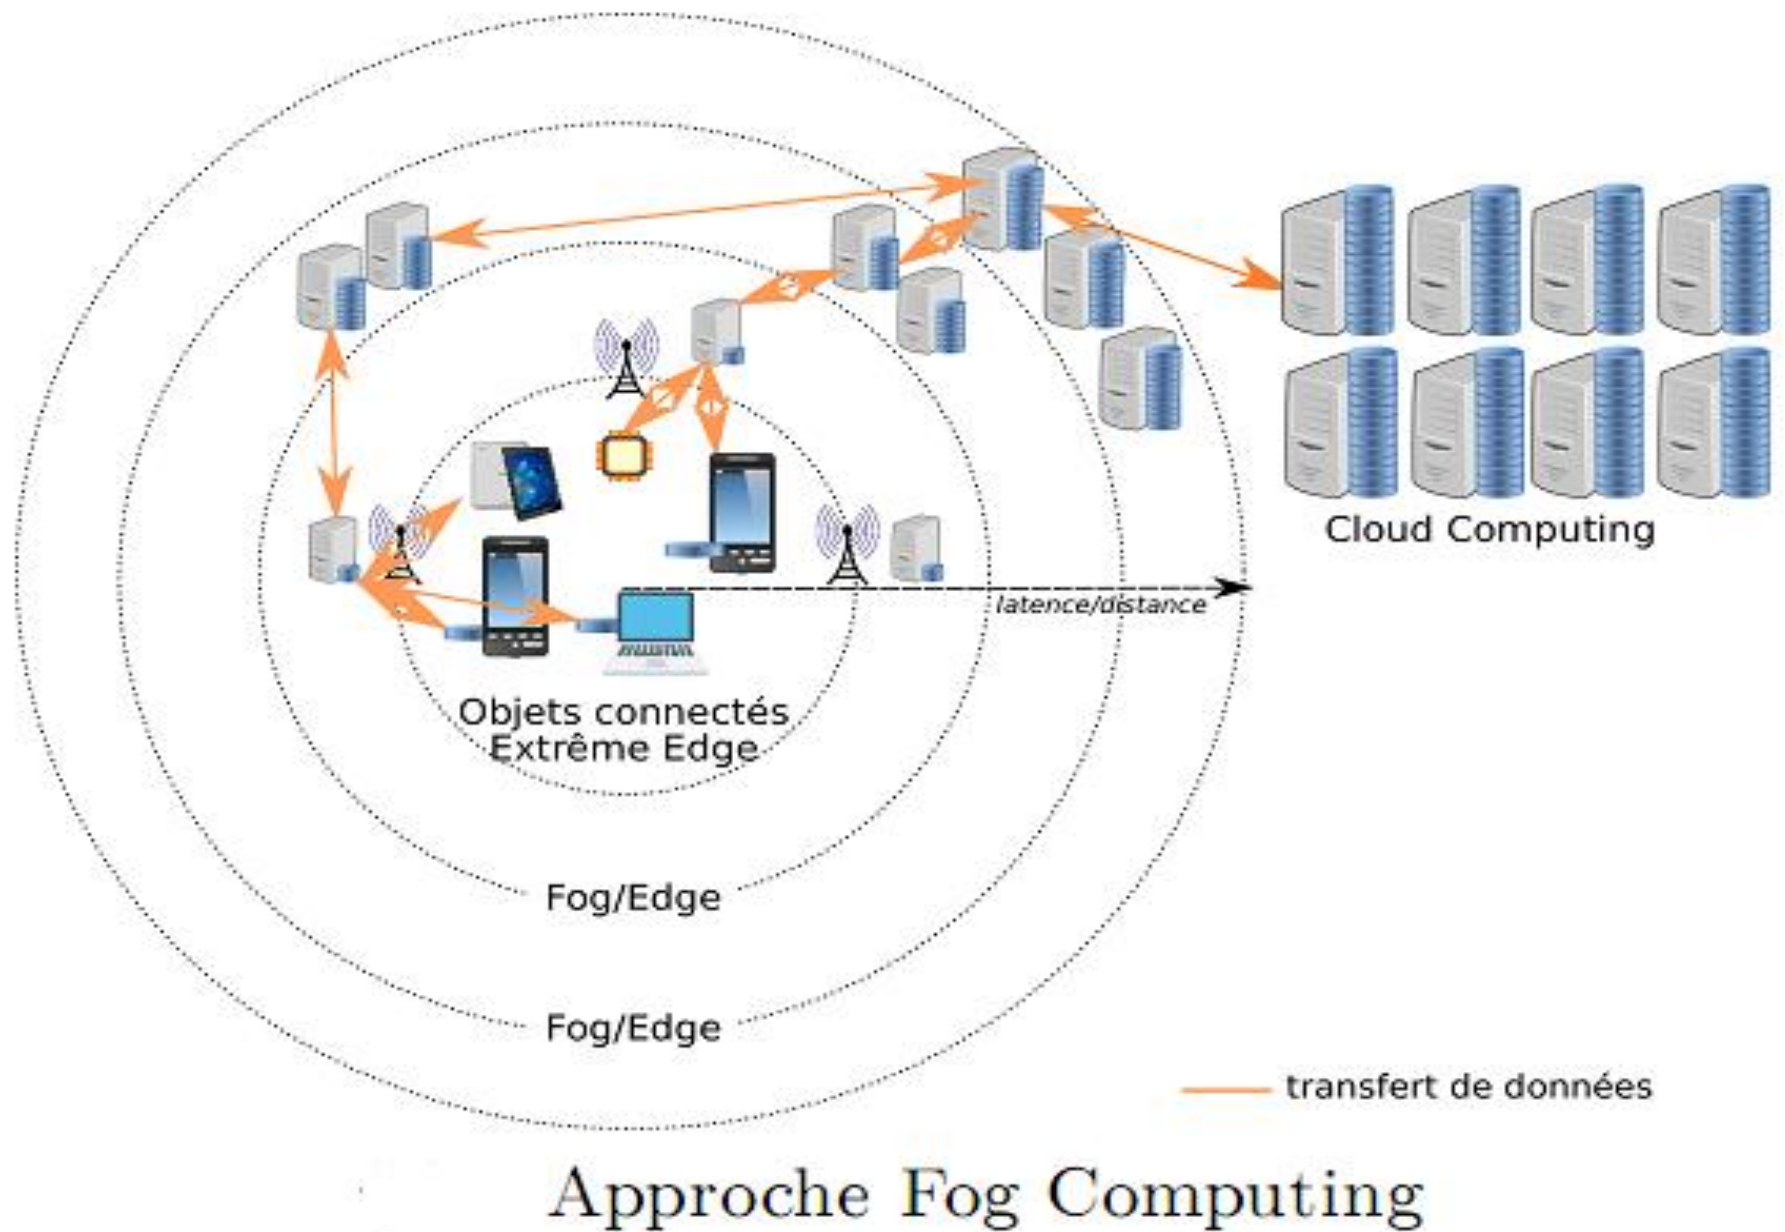 Cloud Computing
latence/distance
Objets connectés
Extrême Edge
Fog/Edge
Fog/Edge
transfert de données
Approche Fog Computing